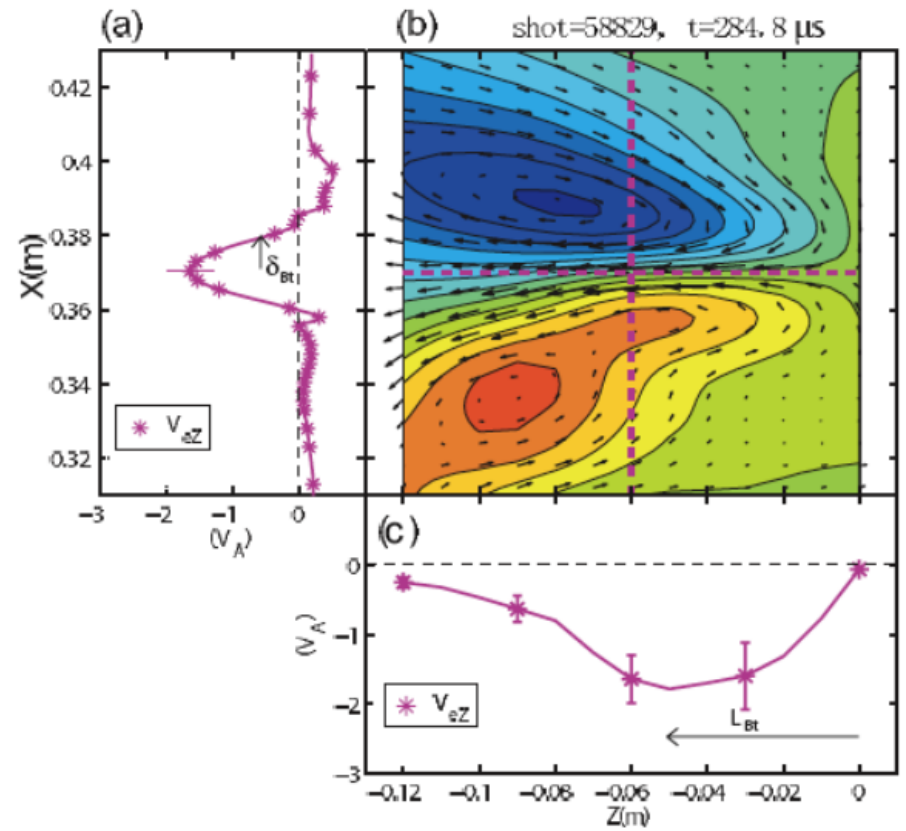 (a)
(b)
shot=58829, t=284.8 μs
0.42
0.4
0.38
0.36
0.34
0.32
X(m)
δBt
VeZ
−3 −2 −1 0
(VA)
(c)
0
−1
−2
−3
(VA)
VeZ
LBt
−0.12 −0.1 −0.08 −0.06 −0.04 −0.02 0
Z(m)